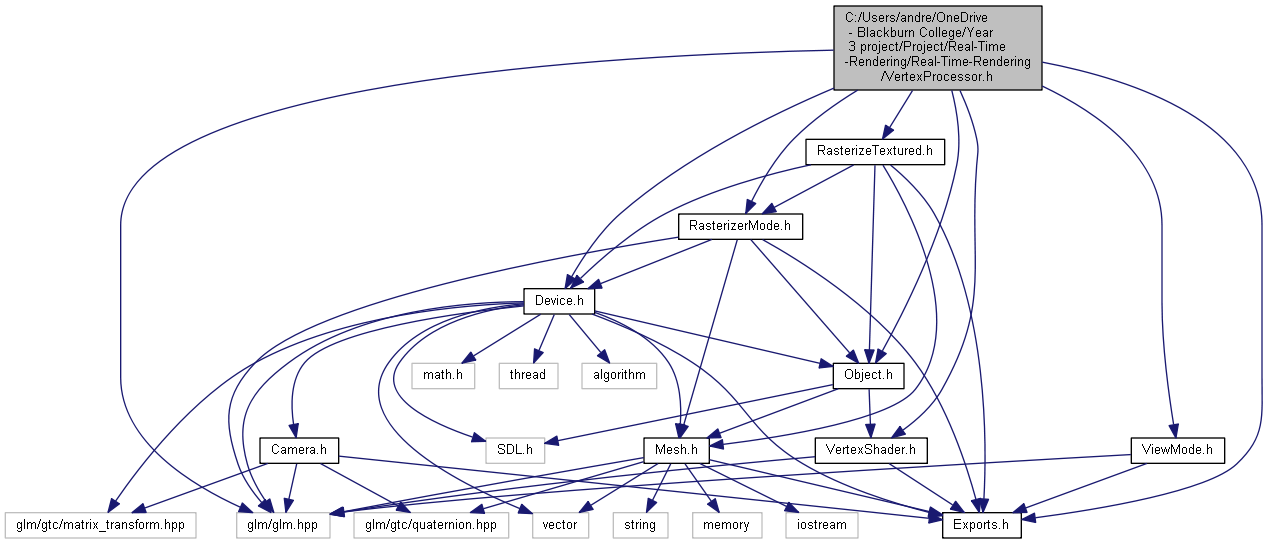 C:/Users/andre/OneDrive
- Blackburn College/Year
3 project/Project/Real-Time
-Rendering/Real-Time-Rendering
/VertexProcessor.h
RasterizeTextured.h
RasterizerMode.h
Device.h
math.h
thread
algorithm
Object.h
Camera.h
SDL.h
Mesh.h
VertexShader.h
ViewMode.h
glm/gtc/matrix_transform.hpp
glm/glm.hpp
glm/gtc/quaternion.hpp
vector
string
memory
iostream
Exports.h